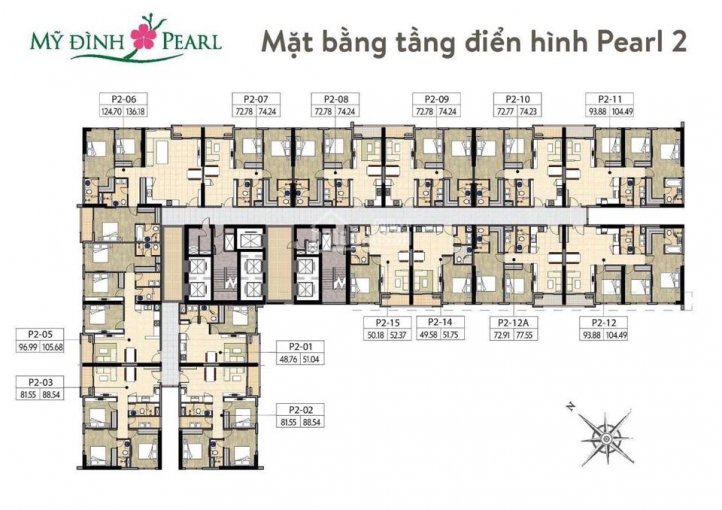 MỸ ĐÌNH PEARL
Mặt bằng tầng điển hình Pearl 2
P2-06
124.70 136.18
P2-07
72.78 74.24
P2-08
72.78 74.24
P2-09
72.78 74.24
P2-10
72.77 74.23
P2-11
93.88 104.49
P2-05
96.99 105.68
P2-01
48.76 51.04
P2-15
50.18 52.37
P2-14
49.58 51.75
P2-12A
72.91 77.55
P2-12
93.88 104.49
P2-03
81.55 88.54
P2-02
81.55 88.54
N